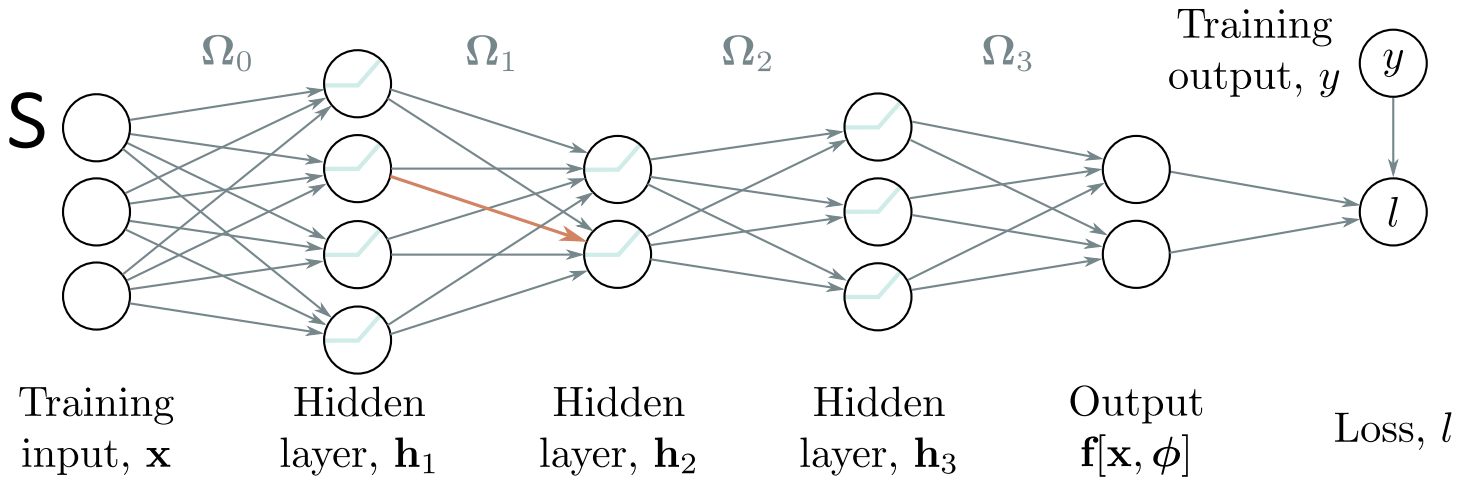 Ω₀ Ω₁ Ω₂ Ω₃
Training
output, y
y
S
l
Training
input, x
Hidden
layer, h₁
Hidden
layer, h₂
Hidden
layer, h₃
Output
f[x, ϕ]
Loss, l